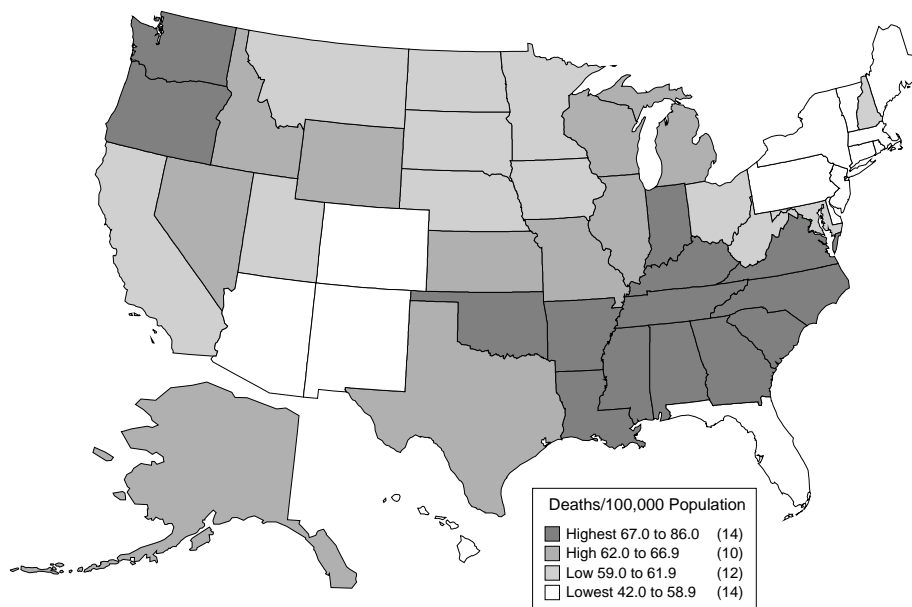 Deaths/100,000 Population
Highest 67.0 to 86.0 (14)
High 62.0 to 66.9 (10)
Low 59.0 to 61.9 (12)
Lowest 42.0 to 58.9 (14)